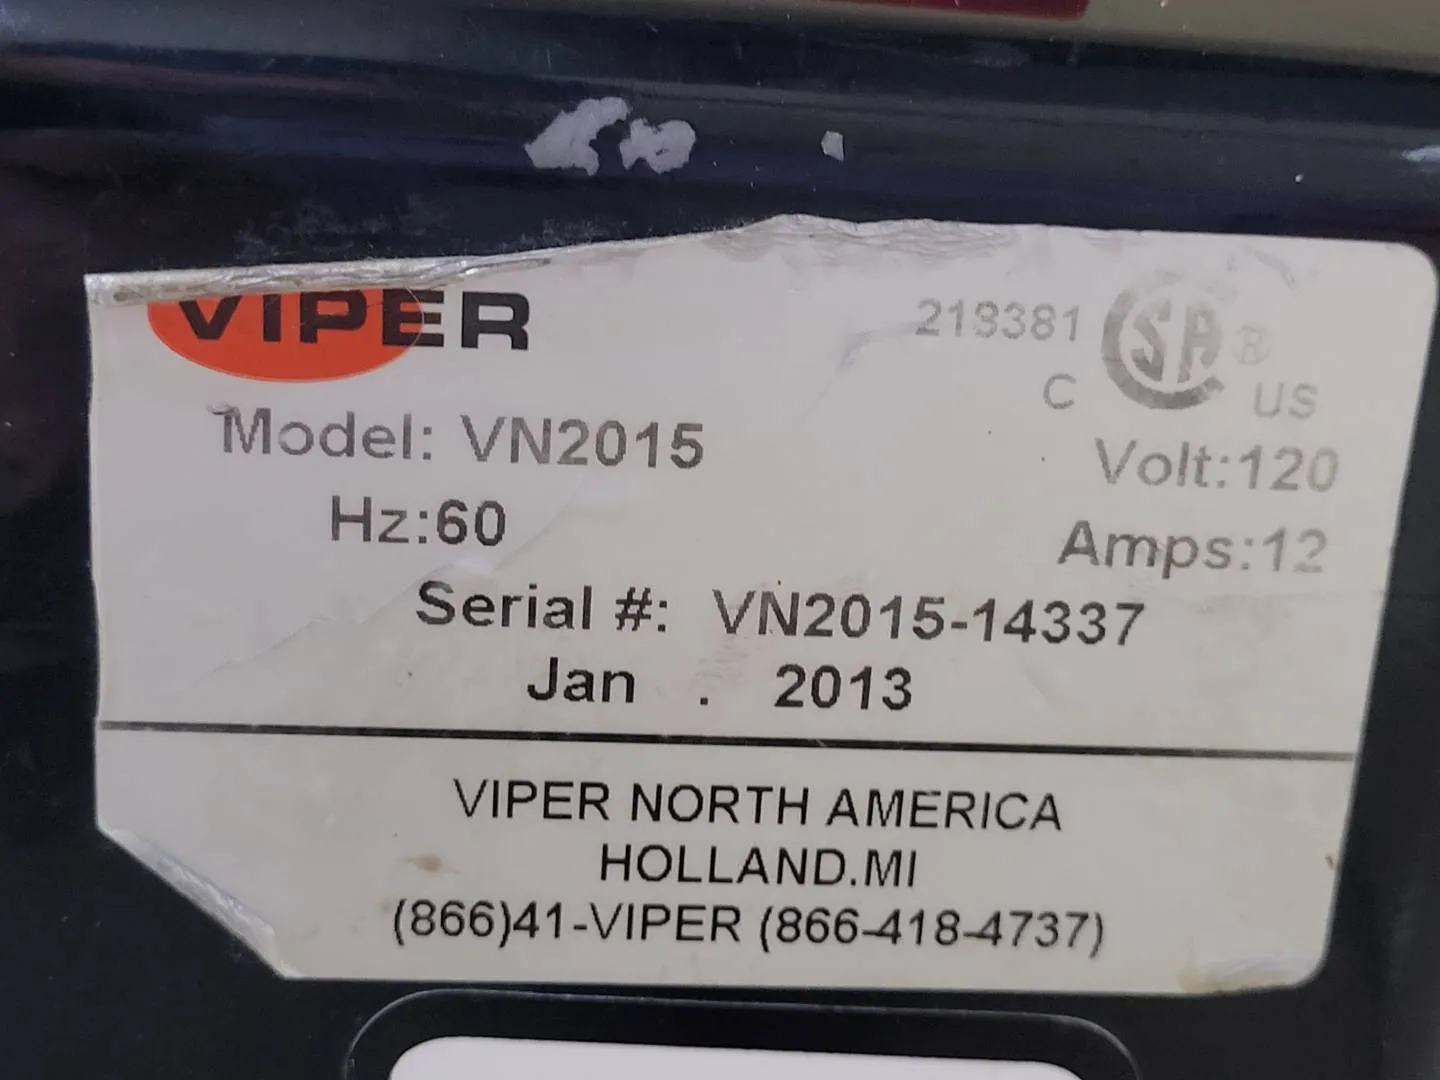 VIPER
218381 CSA R
C US
Model: VN2015 Volt:120
Hz:60 Amps:12
Serial #: VN2015-14337
Jan . 2013
VIPER NORTH AMERICA
HOLLAND.MI
(866)41-VIPER (866-418-4737)